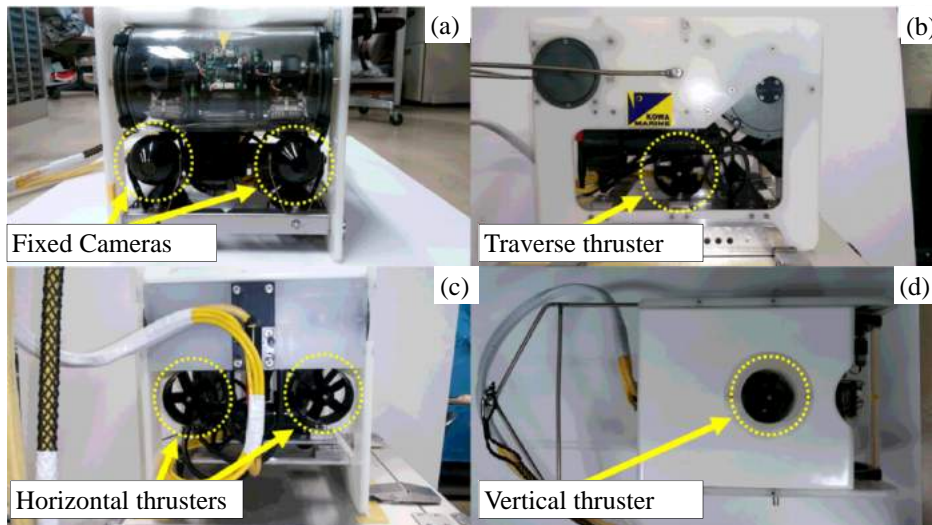 (a)
Fixed Cameras
(b)
KOWA
MARINE
Traverse thruster
(c)
Horizontal thrusters
(d)
Vertical thruster